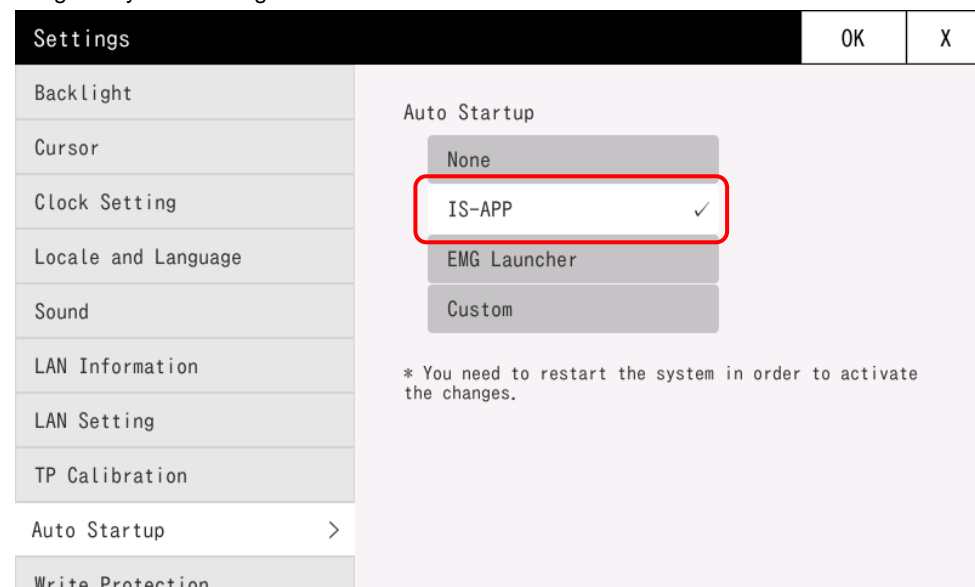 Settings
OK
X
Backlight
Cursor
Clock Setting
Locale and Language
Sound
LAN Information
LAN Setting
TP Calibration
Auto Startup >
Write Protection
Auto Startup
None
IS-APP ✓
EMG Launcher
Custom
* You need to restart the system in order to activate
the changes.